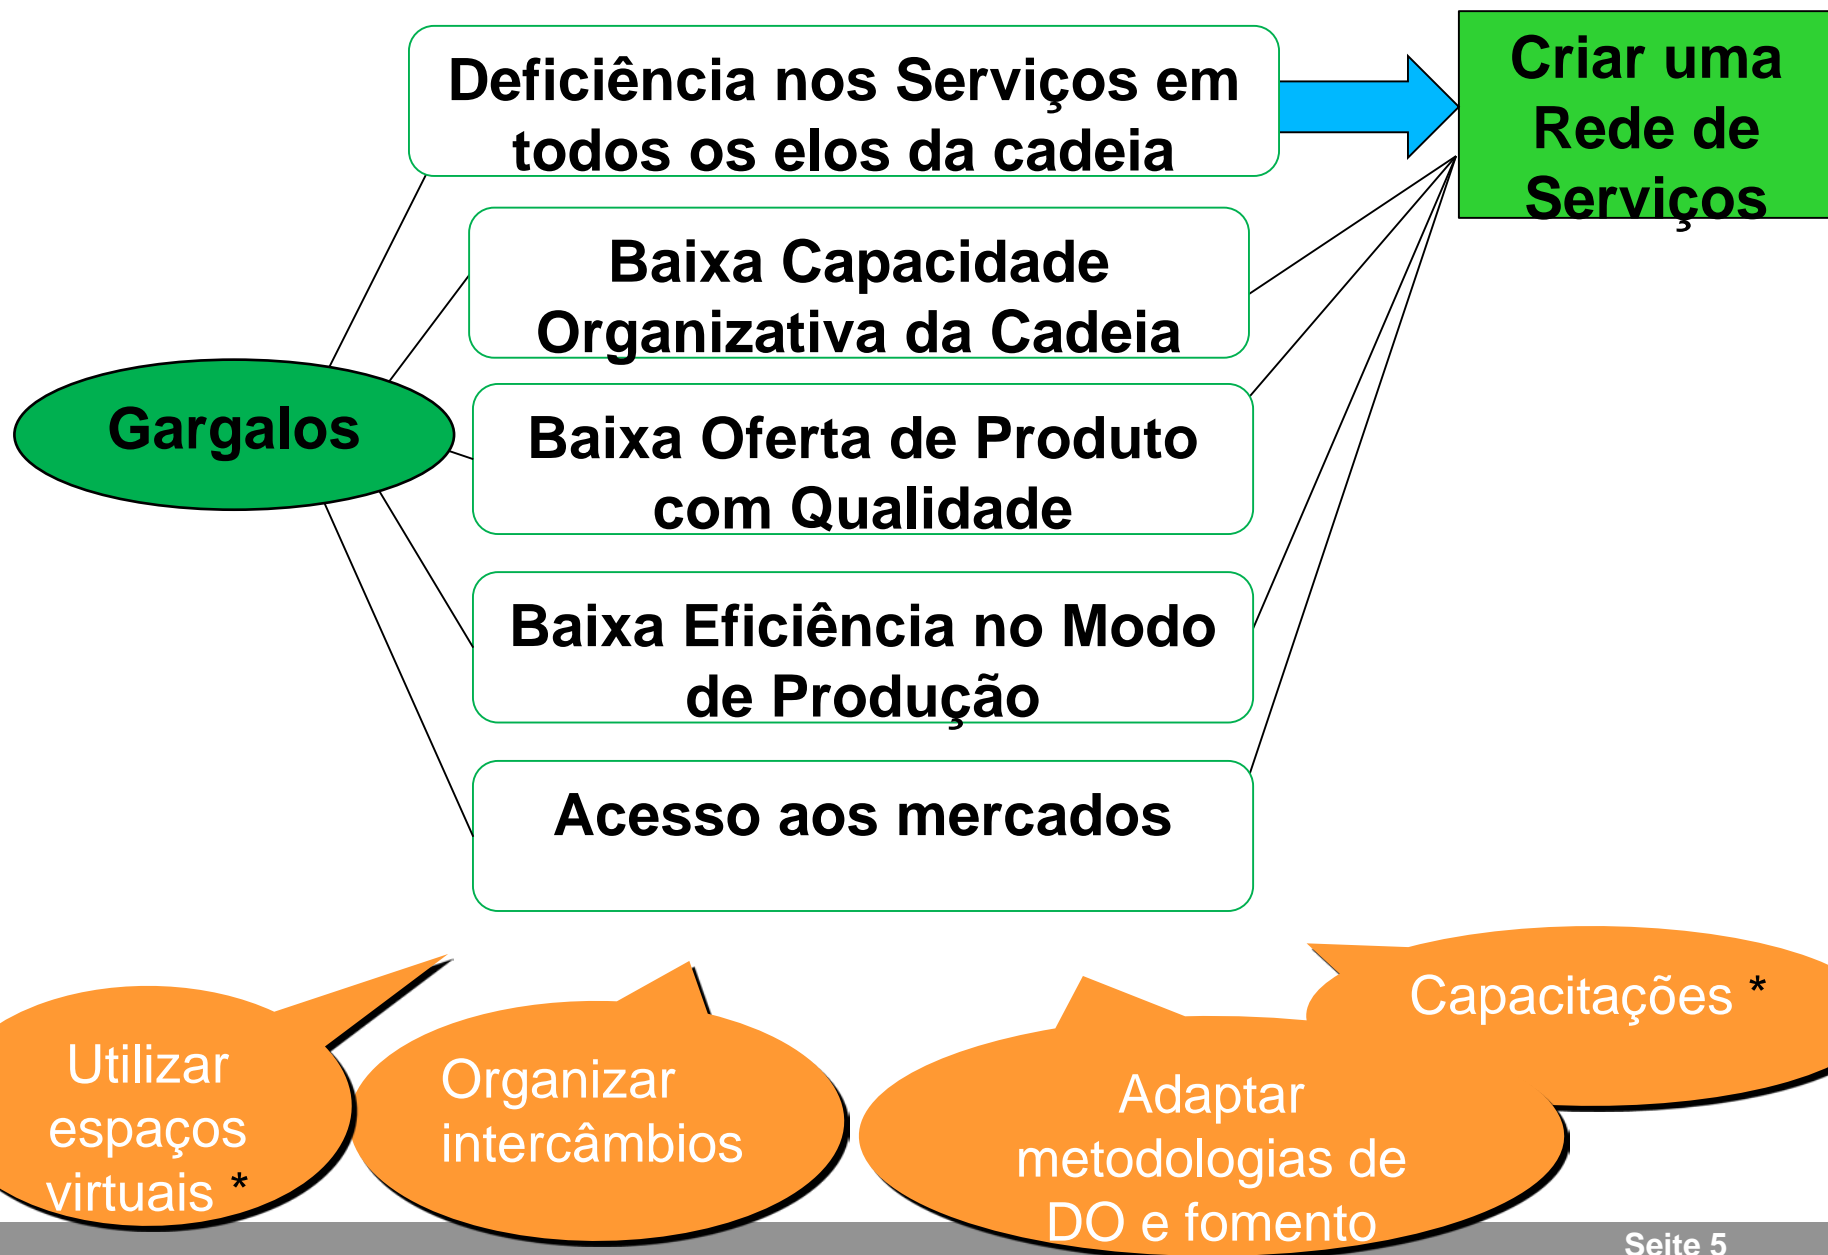 Deficiência nos Serviços em
todos os elos da cadeia
Criar uma
Rede de
Serviços
Baixa Capacidade
Organizativa da Cadeia
Gargalos
Baixa Oferta de Produto
com Qualidade
Baixa Eficiência no Modo
de Produção
Acesso aos mercados
Utilizar
espaços
virtuais *
Organizar
intercâmbios
Adaptar
metodologias de
DO e fomento
Capacitações *
Seite 5